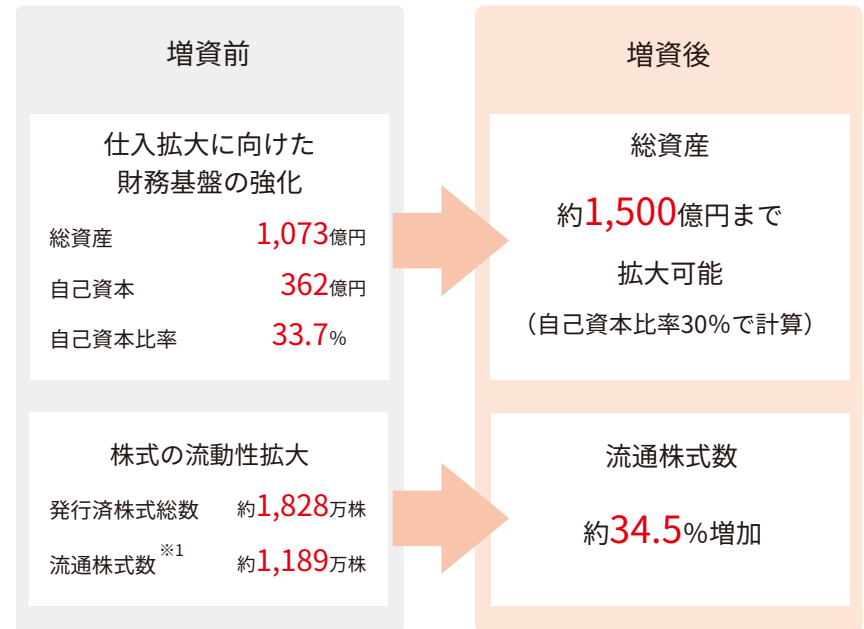 増資前
仕入拡大に向けた
財務基盤の強化
総資産 1,073億円
自己資本 362億円
自己資本比率 33.7%
株式の流動性拡大
発行済株式総数 約1,828万株
流通株式数※1 約1,189万株
増資後
総資産
約1,500億円まで
拡大可能
（自己資本比率30%で計算）
流通株式数
約34.5%増加